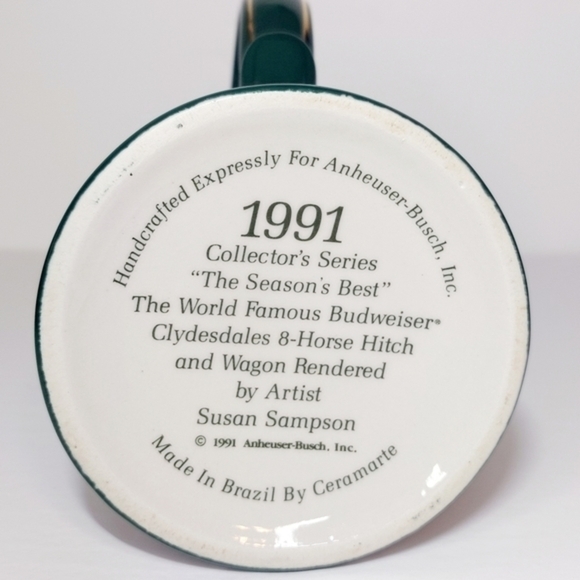 Handcrafted Expressly For Anheuser-Busch, Inc.
1991
Collector's Series
"The Season's Best"
The World Famous Budweiser®
Clydesdales 8-Horse Hitch
and Wagon Rendered
by Artist
Susan Sampson
© 1991 Anheuser-Busch, Inc.
Made In Brazil By Ceramarte